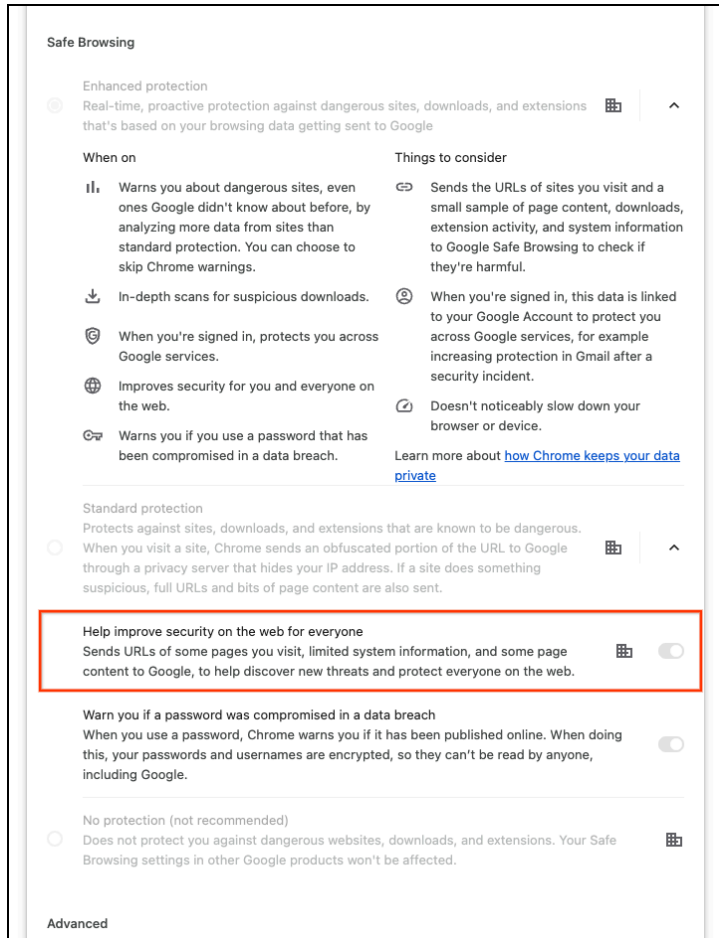 Safe Browsing
Enhanced protection
Real-time, proactive protection against dangerous sites, downloads, and extensions
that's based on your browsing data getting sent to Google
When on
Warns you about dangerous sites, even
ones Google didn't know about before, by
analyzing more data from sites than
standard protection. You can choose to
skip Chrome warnings.
In-depth scans for suspicious downloads.
When you're signed in, protects you across
Google services.
Improves security for you and everyone on
the web.
Warns you if you use a password that has
been compromised in a data breach.
Things to consider
Sends the URLs of sites you visit and a
small sample of page content, downloads,
extension activity, and system information
to Google Safe Browsing to check if
they're harmful.
When you're signed in, this data is linked
to your Google Account to protect you
across Google services, for example
increasing protection in Gmail after a
security incident.
Doesn't noticeably slow down your
browser or device.
Learn more about how Chrome keeps your data
private
Standard protection
Protects against sites, downloads, and extensions that are known to be dangerous.
When you visit a site, Chrome sends an obfuscated portion of the URL to Google
through a privacy server that hides your IP address. If a site does something
suspicious, full URLs and bits of page content are also sent.
Help improve security on the web for everyone
Sends URLs of some pages you visit, limited system information, and some page
content to Google, to help discover new threats and protect everyone on the web.
Warn you if a password was compromised in a data breach
When you use a password, Chrome warns you if it has been published online. When doing
this, your passwords and usernames are encrypted, so they can't be read by anyone,
including Google.
No protection (not recommended)
Does not protect you against dangerous websites, downloads, and extensions. Your Safe
Browsing settings in other Google products won't be affected.
Advanced